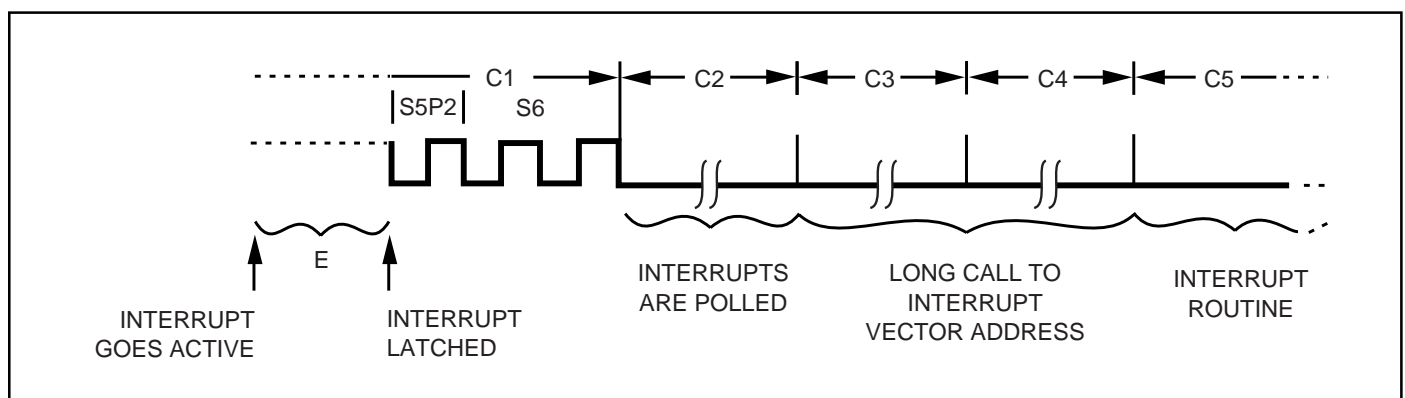 C1
C2
C3
C4
C5
S5P2
S6
E
INTERRUPT
GOES ACTIVE
INTERRUPT
LATCHED
INTERRUPTS
ARE POLLED
LONG CALL TO
INTERRUPT
VECTOR ADDRESS
INTERRUPT
ROUTINE